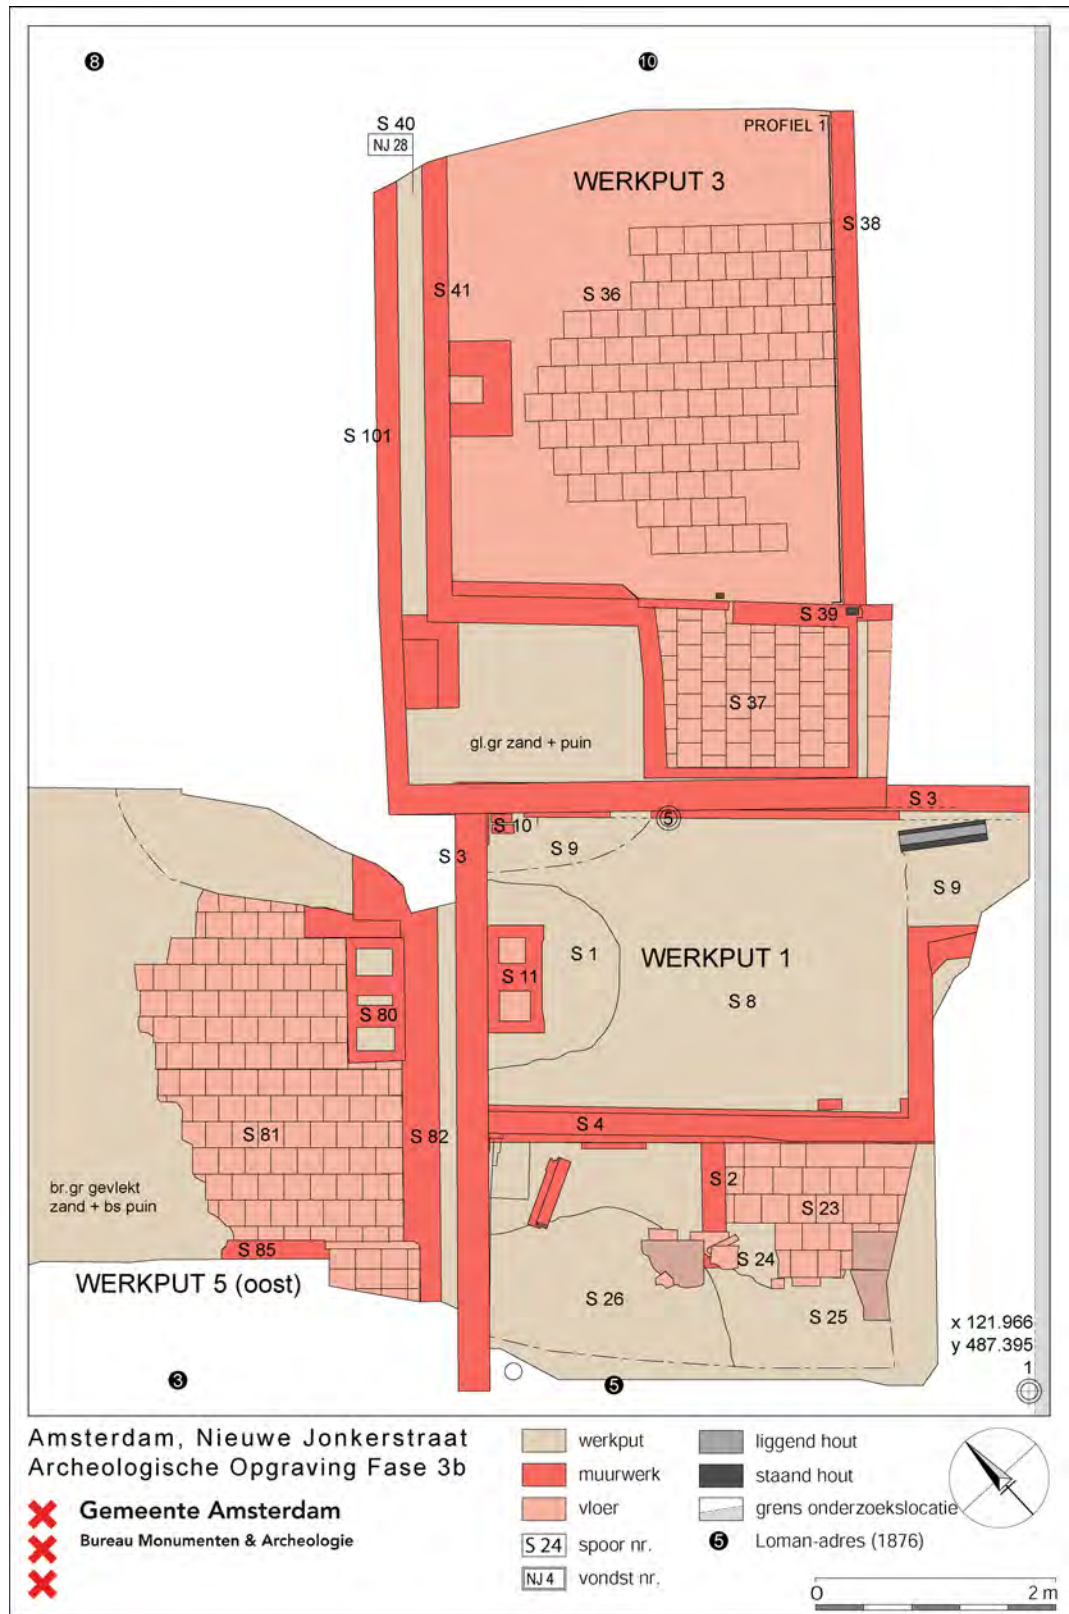 8
10
S 40
NJ 28
PROFIEL 1
WERKPUT 3
S 38
S 41
S 36
S 101
S 39
S 37
gl.gr zand + puin
S 3
S 10
5
S 3
S 9
S 9
S 1
WERKPUT 1
S 11
S 8
S 80
S 4
S 81
S 82
S 2
br.gr gevlekt
zand + bs puin
S 23
S 85
S 24
WERKPUT 5 (oost)
S 26
S 25
x 121.966
y 487.395
1
3
5
Amsterdam, Nieuwe Jonkerstraat
Archeologische Opgraving Fase 3b
Gemeente Amsterdam
Bureau Monumenten & Archeologie
werkput
muurwerk
vloer
S 24 spoor nr.
NJ 4 vondst nr.
liggend hout
staand hout
grens onderzoekslocatie
5 Loman-adres (1876)
0 2 m